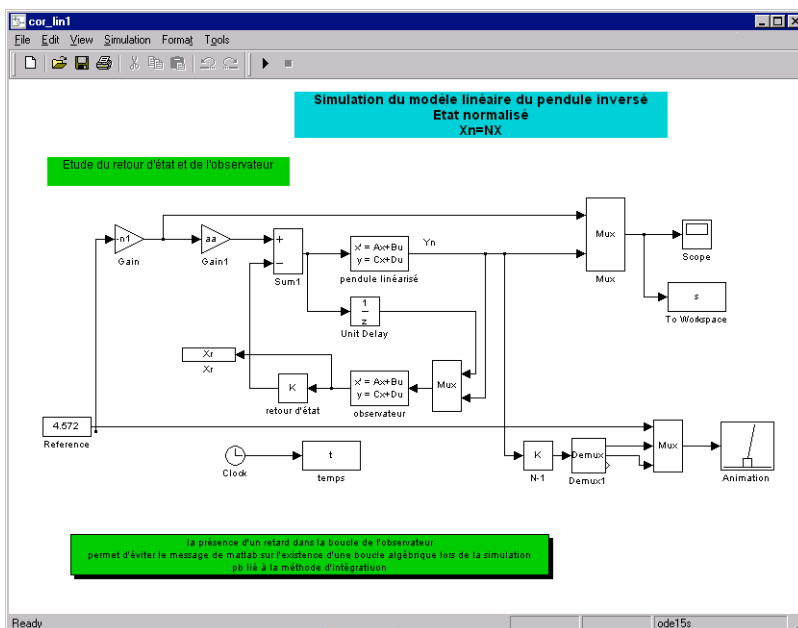 cor_lin1
File Edit View Simulation Format Tools
Simulation du modèle linéaire du pendule inversé
Etat normalisé
Xn=NX
Etude du retour d'état et de l'observateur
-n1
Gain
aa
Gain1
+
−
Sum1
x' = Ax+Bu
y = Cx+Du
pendule linéarisé
Yn
Mux
Mux
Scope
s
To Workspace
1
z
Unit Delay
Xr
Xr
K
retour d'état
x' = Ax+Bu
y = Cx+Du
observateur
Mux
4.572
Reference
Clock
t
temps
K
N-1
Demux
Demux1
Mux
Animation
la présence d'un retard dans la boucle de l'observateur
permet d'éviter le message de matlab sur l'existence d'une boucle algébrique lors de la simulation
pb lié à la méthode d'intégratiuon
Ready
ode15s